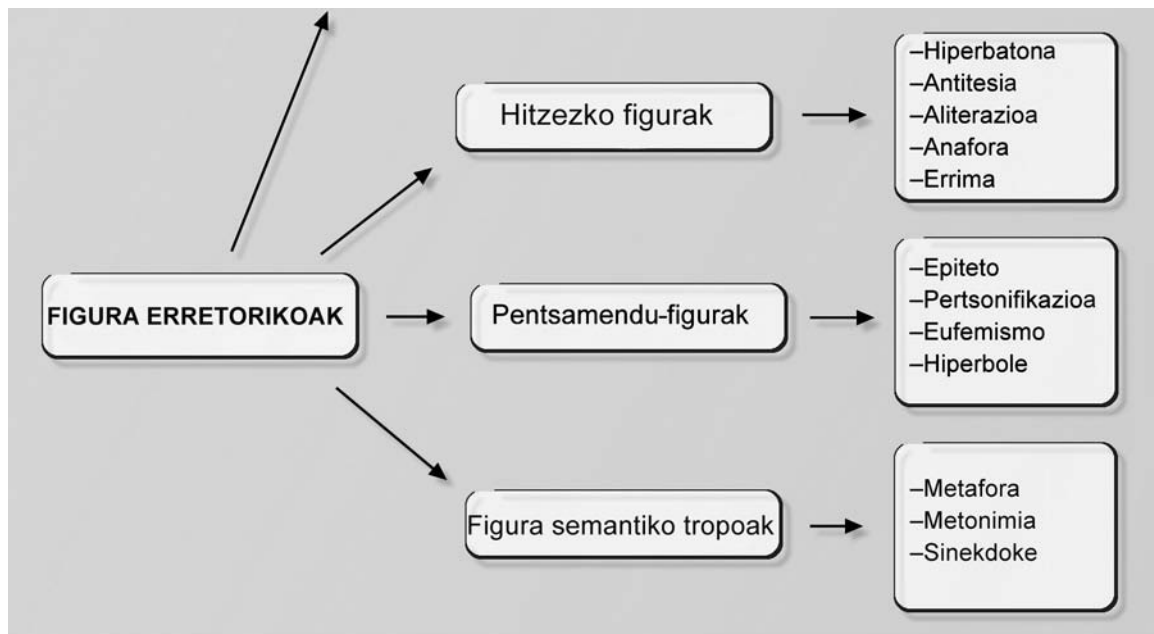 FIGURA ERRETORIKOAK
Hitzezko figurak
–Hiperbatona
–Antitesia
–Aliterazioa
–Anafora
–Errima
Pentsamendu-figurak
–Epiteto
–Pertsonifikazioa
–Eufemismo
–Hiperbole
Figura semantiko tropoak
–Metafora
–Metonimia
–Sinekdoke